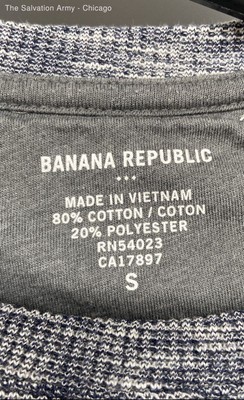 The Salvation Army - Chicago
BANANA REPUBLIC
MADE IN VIETNAM
80% COTTON / COTON
20% POLYESTER
RN54023
CA17897
S